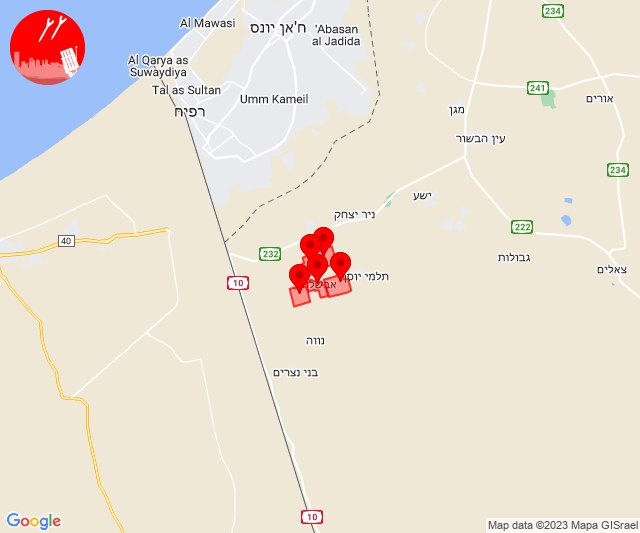 234
Al Mawasi
ח'אן יונס
'Abasan
al Jadida
Al Qarya as
Suwaydiya
Tal as Sultan
Umm Kameil
רפיח
241
אורים
מגן
עין הבשור
234
ישע
ניר יצחק
222
40
232
גבולות
צאלים
תלמי יוסף
10
נווה
בני נצרים
10
Google
Map data ©2023 Mapa GISrael